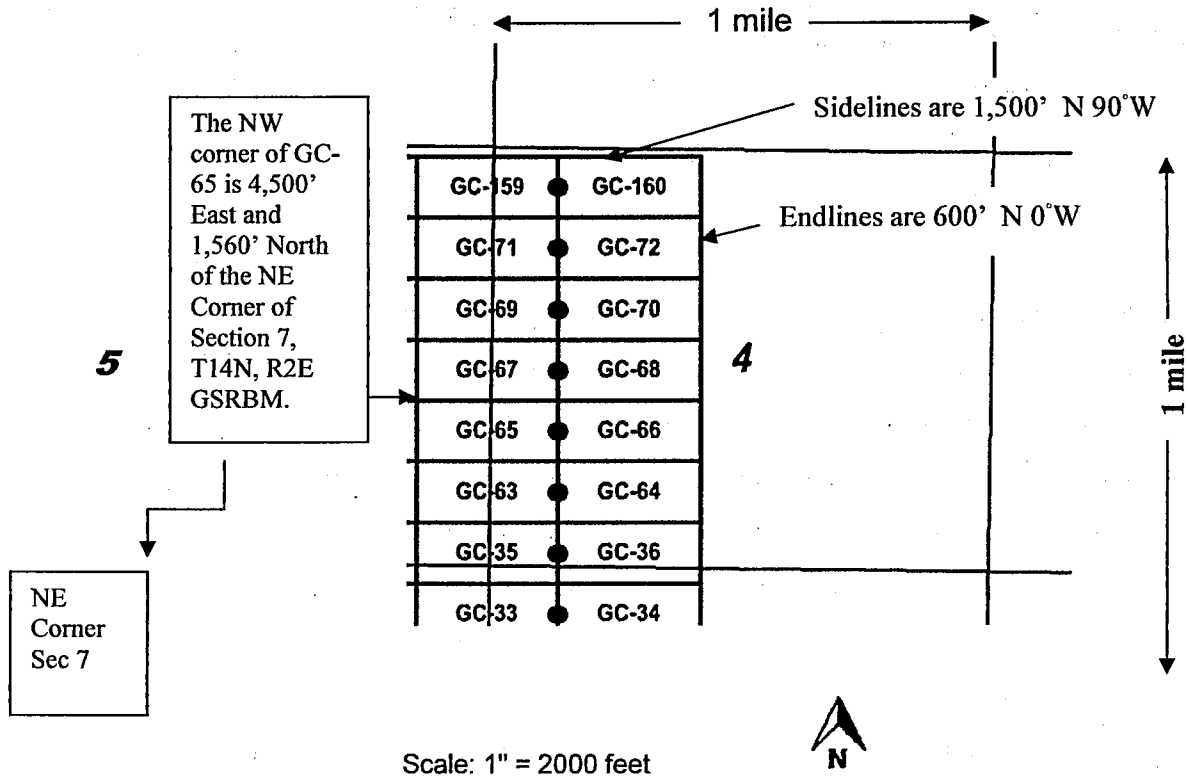 1 mile
Sidelines are 1,500' N 90°W
The NW
corner of GC-
65 is 4,500'
East and
1,560' North
of the NE
Corner of
Section 7,
T14N, R2E
GSRBM.
GC-159 GC-160
Endlines are 600' N 0°W
GC-71 GC-72
GC-69 GC-70
5
GC-67 GC-68
4
GC-65 GC-66
1 mile
GC-63 GC-64
GC-35 GC-36
GC-33 GC-34
NE
Corner
Sec 7
N
Scale: 1" = 2000 feet